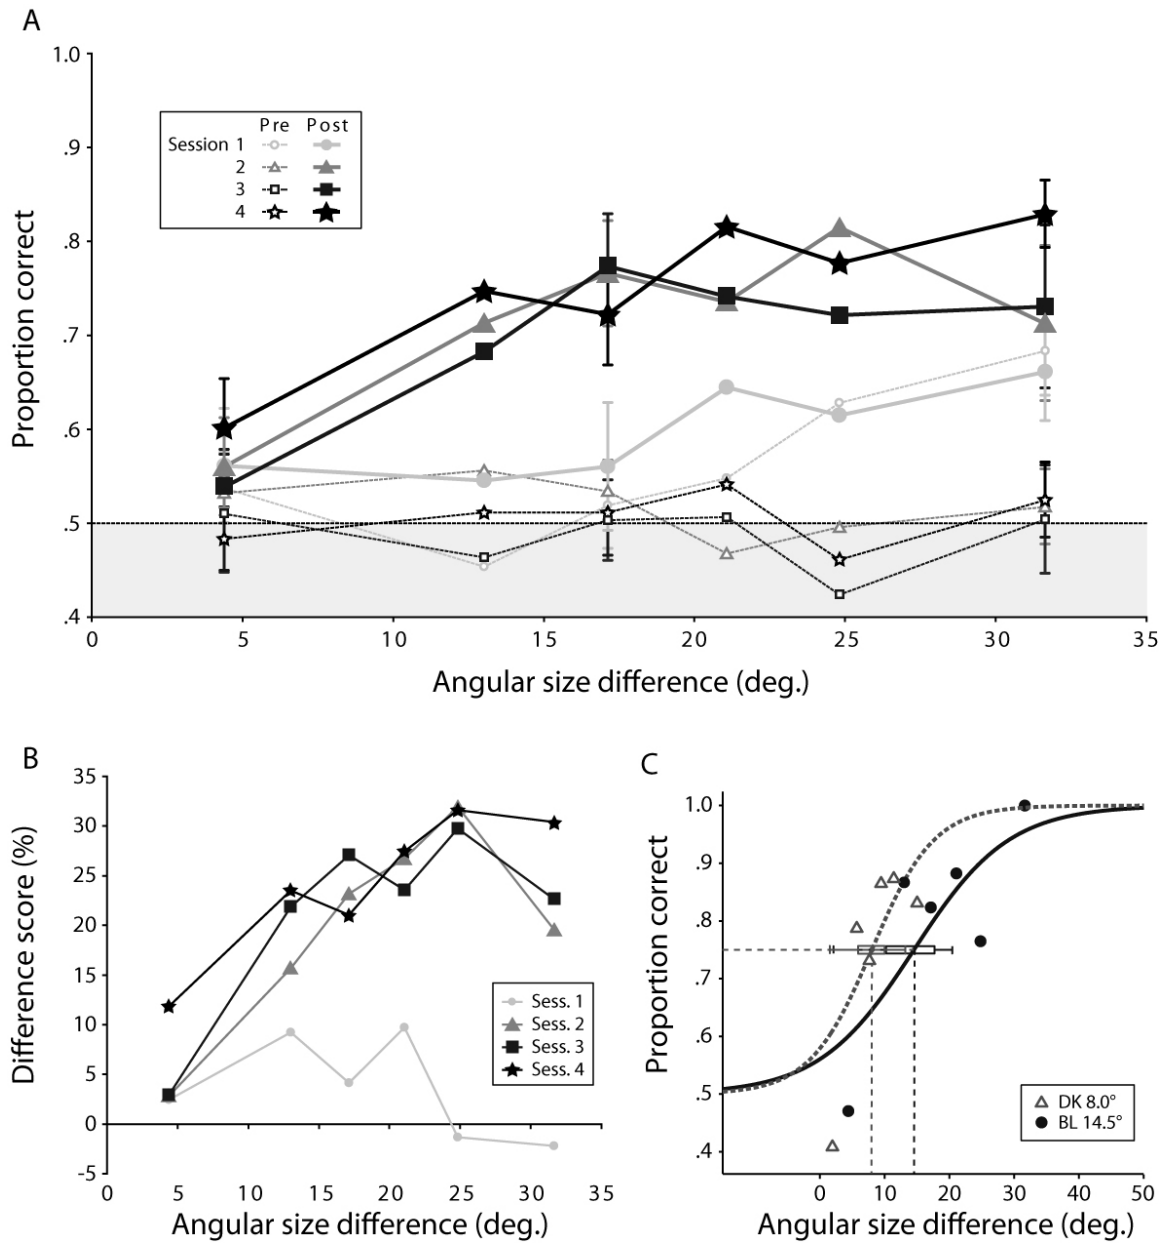 A
1.0
.9
.8
.7
.6
.5
.4
Proportion correct
Pre Post
Session 1
2
3
4
0 5 10 15 20 25 30 35
Angular size difference (deg.)
B
35
30
25
20
15
10
5
0
-5
Difference score (%)
Sess. 1
Sess. 2
Sess. 3
Sess. 4
0 5 10 15 20 25 30 35
Angular size difference (deg.)
C
1.0
.9
.8
.7
.6
.5
.4
Proportion correct
DK 8.0°
BL 14.5°
0 10 20 30 40 50
Angular size difference (deg.)